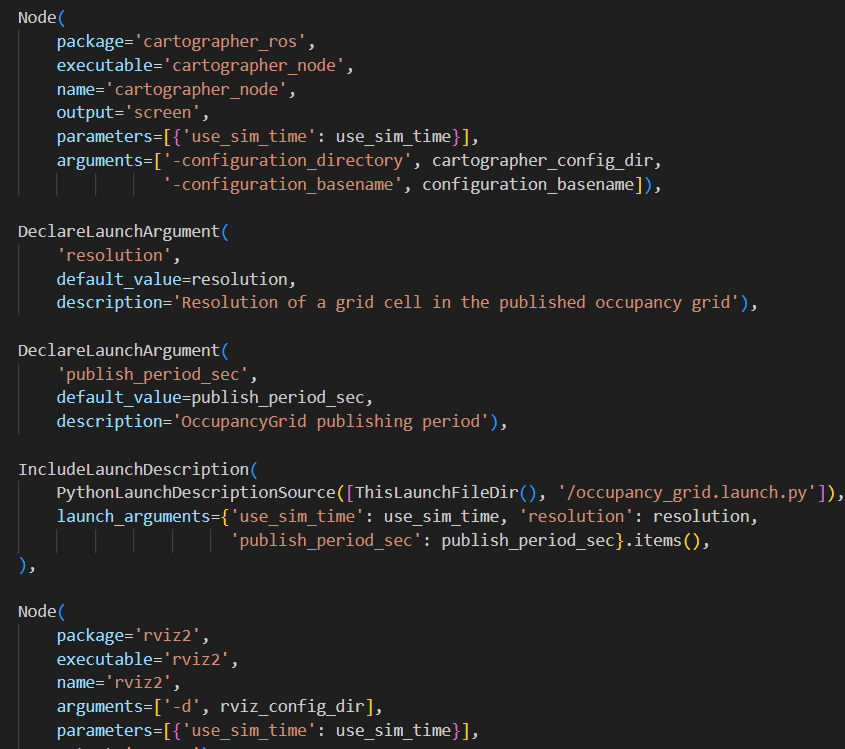 Node(
    package='cartographer_ros',
    executable='cartographer_node',
    name='cartographer_node',
    output='screen',
    parameters=[{'use_sim_time': use_sim_time}],
    arguments=['-configuration_directory', cartographer_config_dir,
               '-configuration_basename', configuration_basename]),

DeclareLaunchArgument(
    'resolution',
    default_value=resolution,
    description='Resolution of a grid cell in the published occupancy grid'),

DeclareLaunchArgument(
    'publish_period_sec',
    default_value=publish_period_sec,
    description='OccupancyGrid publishing period'),

IncludeLaunchDescription(
    PythonLaunchDescriptionSource([ThisLaunchFileDir(), '/occupancy_grid.launch.py']),
    launch_arguments={'use_sim_time': use_sim_time, 'resolution': resolution,
                      'publish_period_sec': publish_period_sec}.items(),
),

Node(
    package='rviz2',
    executable='rviz2',
    name='rviz2',
    arguments=['-d', rviz_config_dir],
    parameters=[{'use_sim_time': use_sim_time}],